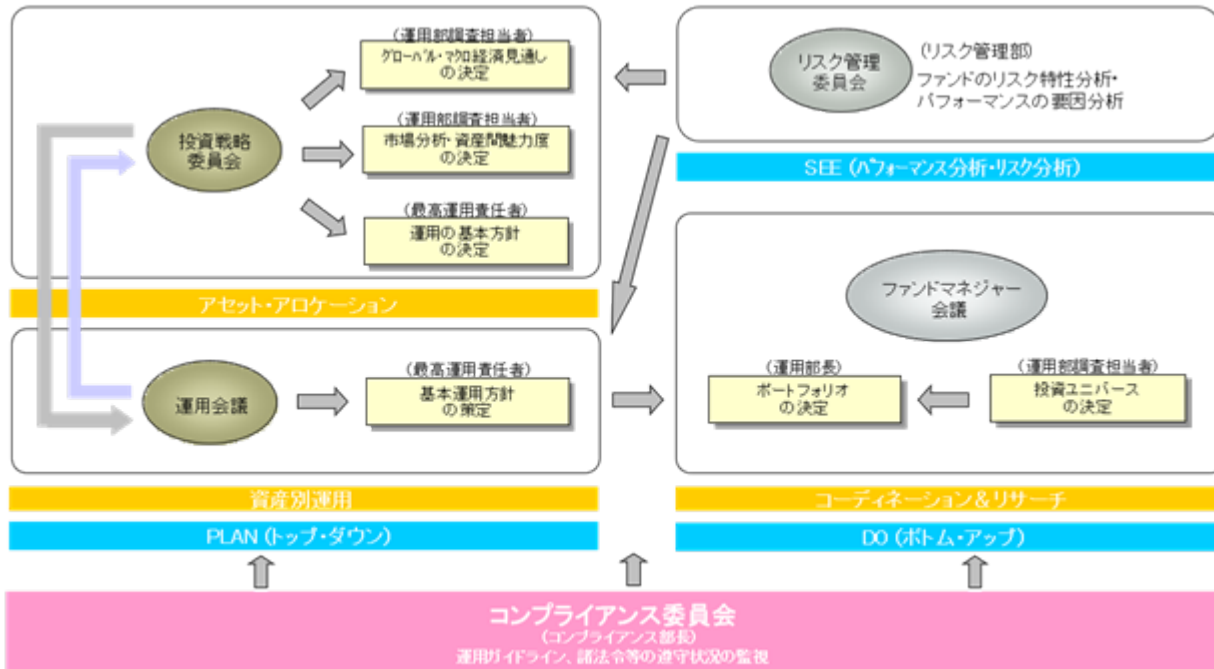 (運用部調査担当者)
グローバル・マクロ経済見通し
の決定
投資戦略
委員会
(運用部調査担当者)
市場分析・資産間魅力度
の決定
(最高運用責任者)
運用の基本方針
の決定
アセット・アロケーション
運用会議
(最高運用責任者)
基本運用方針
の策定
資産別運用
PLAN (トップ・ダウン)
リスク管理
委員会
(リスク管理部)
ファンドのリスク特性分析・
パフォーマンスの要因分析
SEE (パフォーマンス分析・リスク分析)
ファンドマネジャー
会議
(運用部長)
ポートフォリオ
の決定
(運用部調査担当者)
投資ユニバース
の決定
コーディネーション&リサーチ
DO (ボトム・アップ)
コンプライアンス委員会
(コンプライアンス部長)
運用ガイドライン、諸法令等の遵守状況の監視